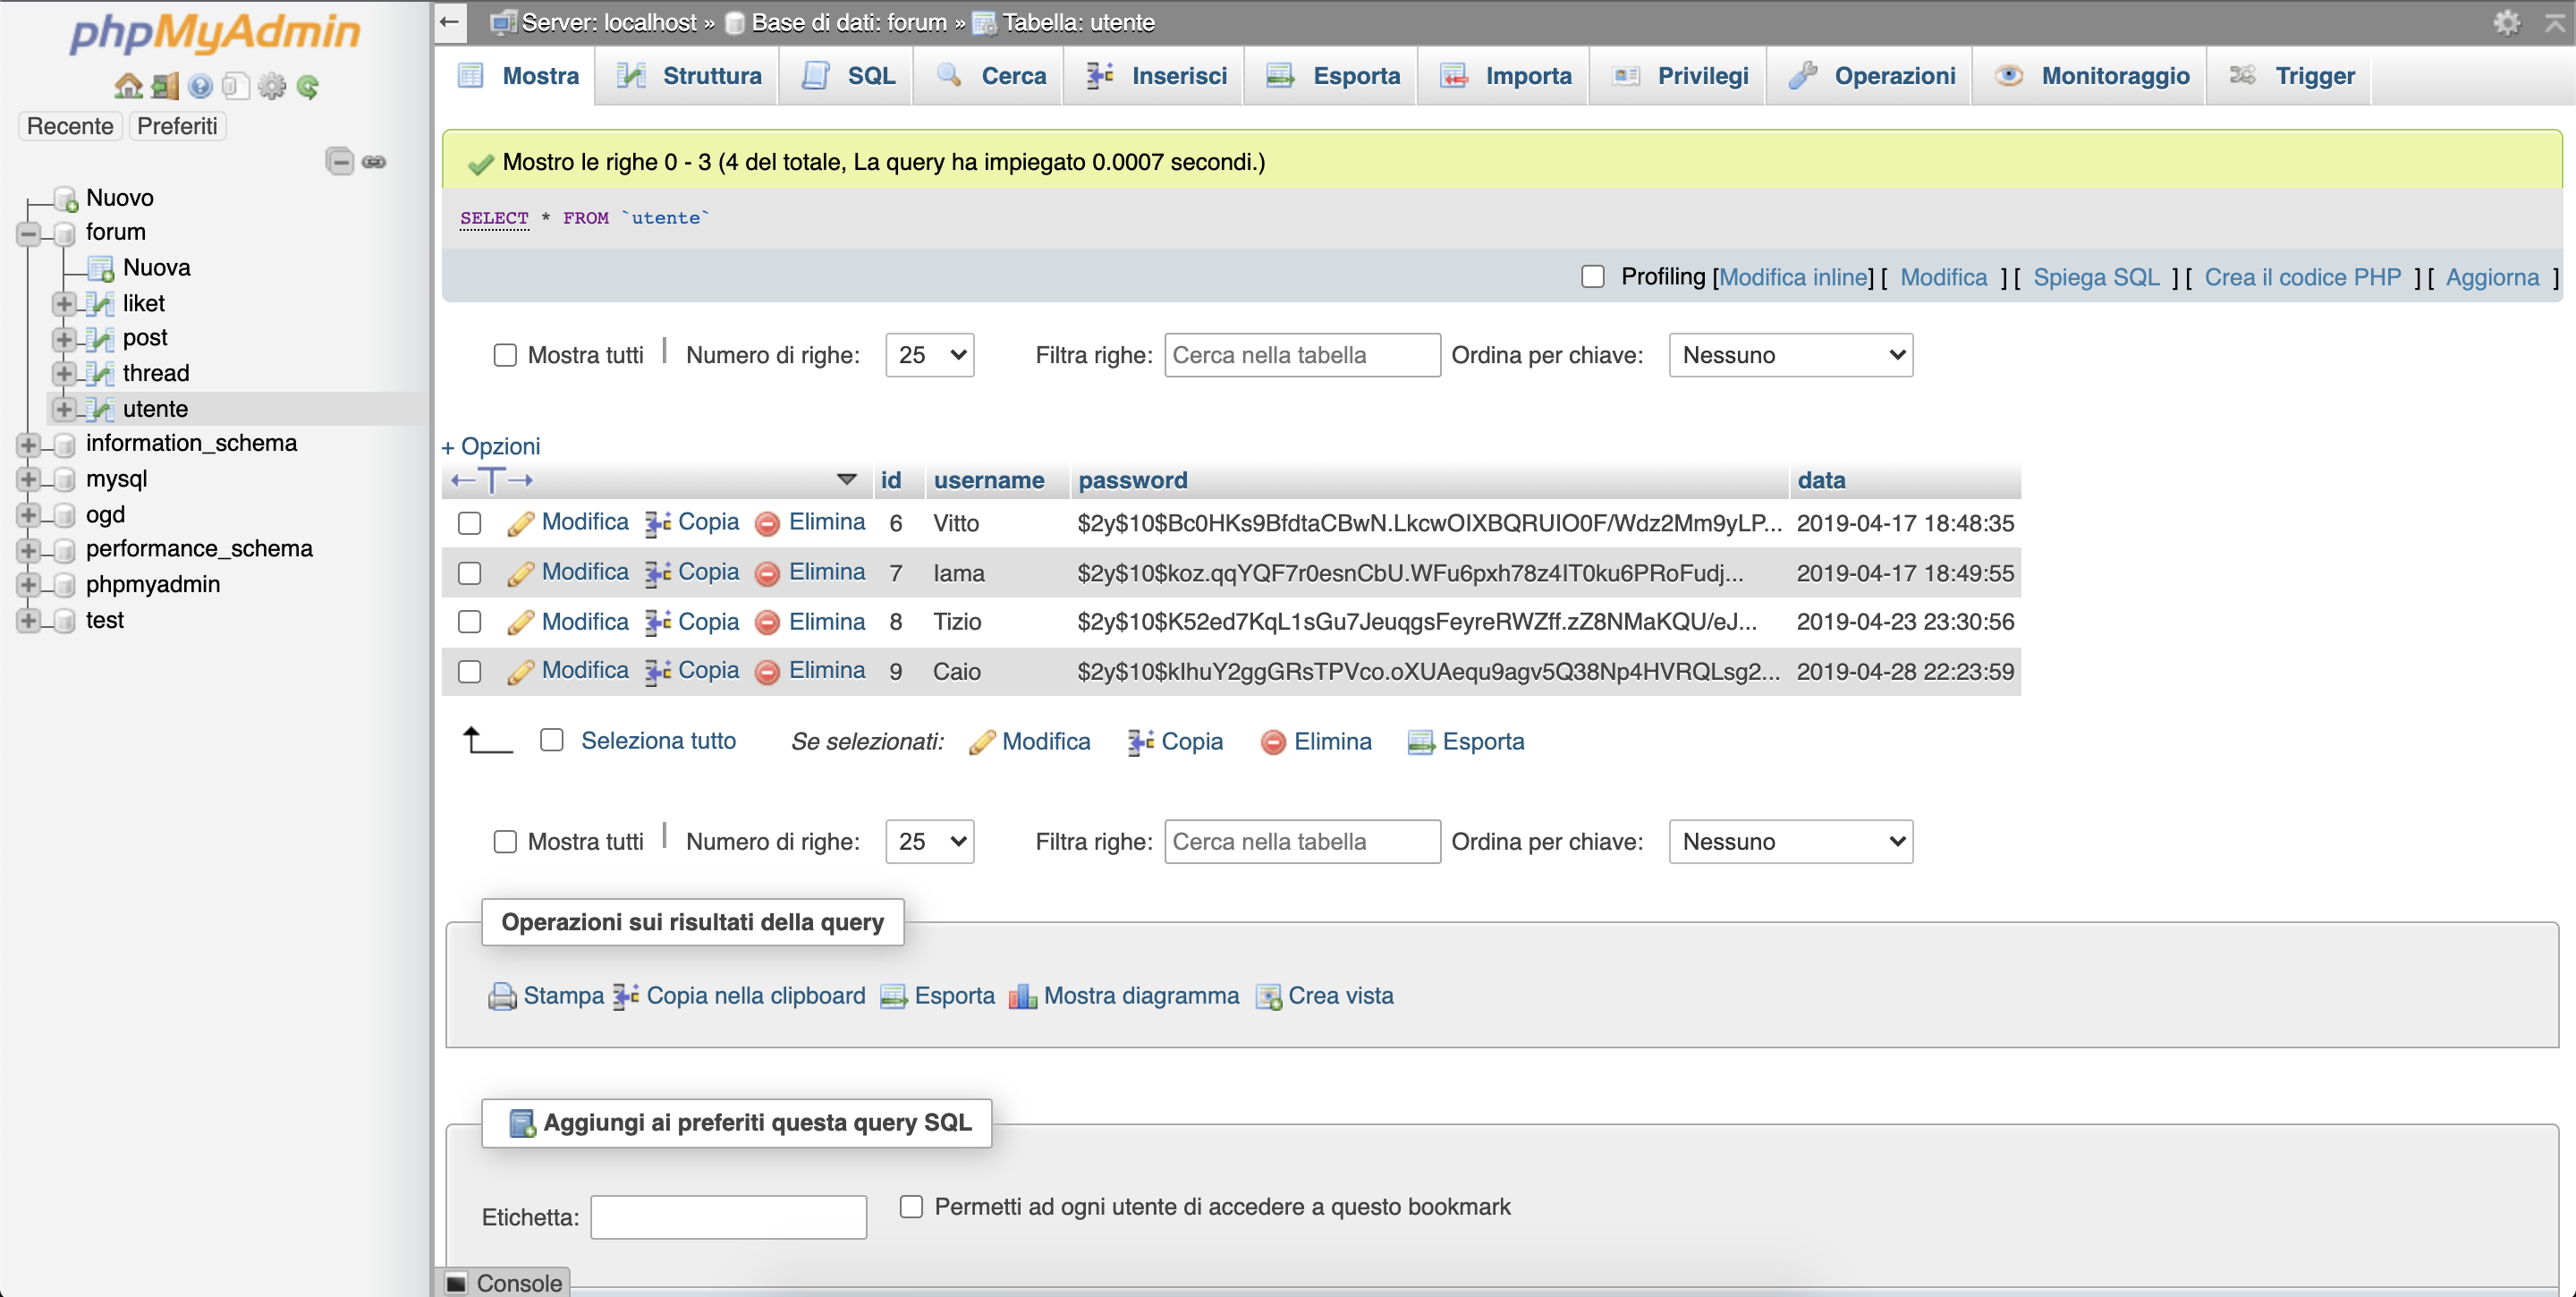 phpMyAdmin
Recente Preferiti
Nuovo
forum
Nuova
liket
post
thread
utente
information_schema
mysql
ogd
performance_schema
phpmyadmin
test
Server: localhost » Base di dati: forum » Tabella: utente
Mostra Struttura SQL Cerca Inserisci Esporta Importa Privilegi Operazioni Monitoraggio Trigger
Mostro le righe 0 - 3 (4 del totale, La query ha impiegato 0.0007 secondi.)
SELECT * FROM `utente`
Profiling [Modifica inline] [ Modifica ] [ Spiega SQL ] [ Crea il codice PHP ] [ Aggiorna ]
Mostra tutti | Numero di righe: 25 Filtra righe: Cerca nella tabella Ordina per chiave: Nessuno
+ Opzioni
←T→ id username password data
Modifica Copia Elimina 6 Vitto $2y$10$Bc0HKs9BfdtaCBwN.LkcwOIXBQRUIO0F/Wdz2Mm9yLP... 2019-04-17 18:48:35
Modifica Copia Elimina 7 lama $2y$10$koz.qqYQF7r0esnCbU.WFu6pxh78z4IT0ku6PRoFudj... 2019-04-17 18:49:55
Modifica Copia Elimina 8 Tizio $2y$10$K52ed7KqL1sGu7JeuqgsFeyreRWZff.zZ8NMaKQU/eJ... 2019-04-23 23:30:56
Modifica Copia Elimina 9 Caio $2y$10$kIhuY2ggGRsTPVco.oXUAequ9agv5Q38Np4HVRQLsg2... 2019-04-28 22:23:59
Seleziona tutto Se selezionati: Modifica Copia Elimina Esporta
Mostra tutti | Numero di righe: 25 Filtra righe: Cerca nella tabella Ordina per chiave: Nessuno
Operazioni sui risultati della query
Stampa Copia nella clipboard Esporta Mostra diagramma Crea vista
Aggiungi ai preferiti questa query SQL
Etichetta: Permetti ad ogni utente di accedere a questo bookmark
Console